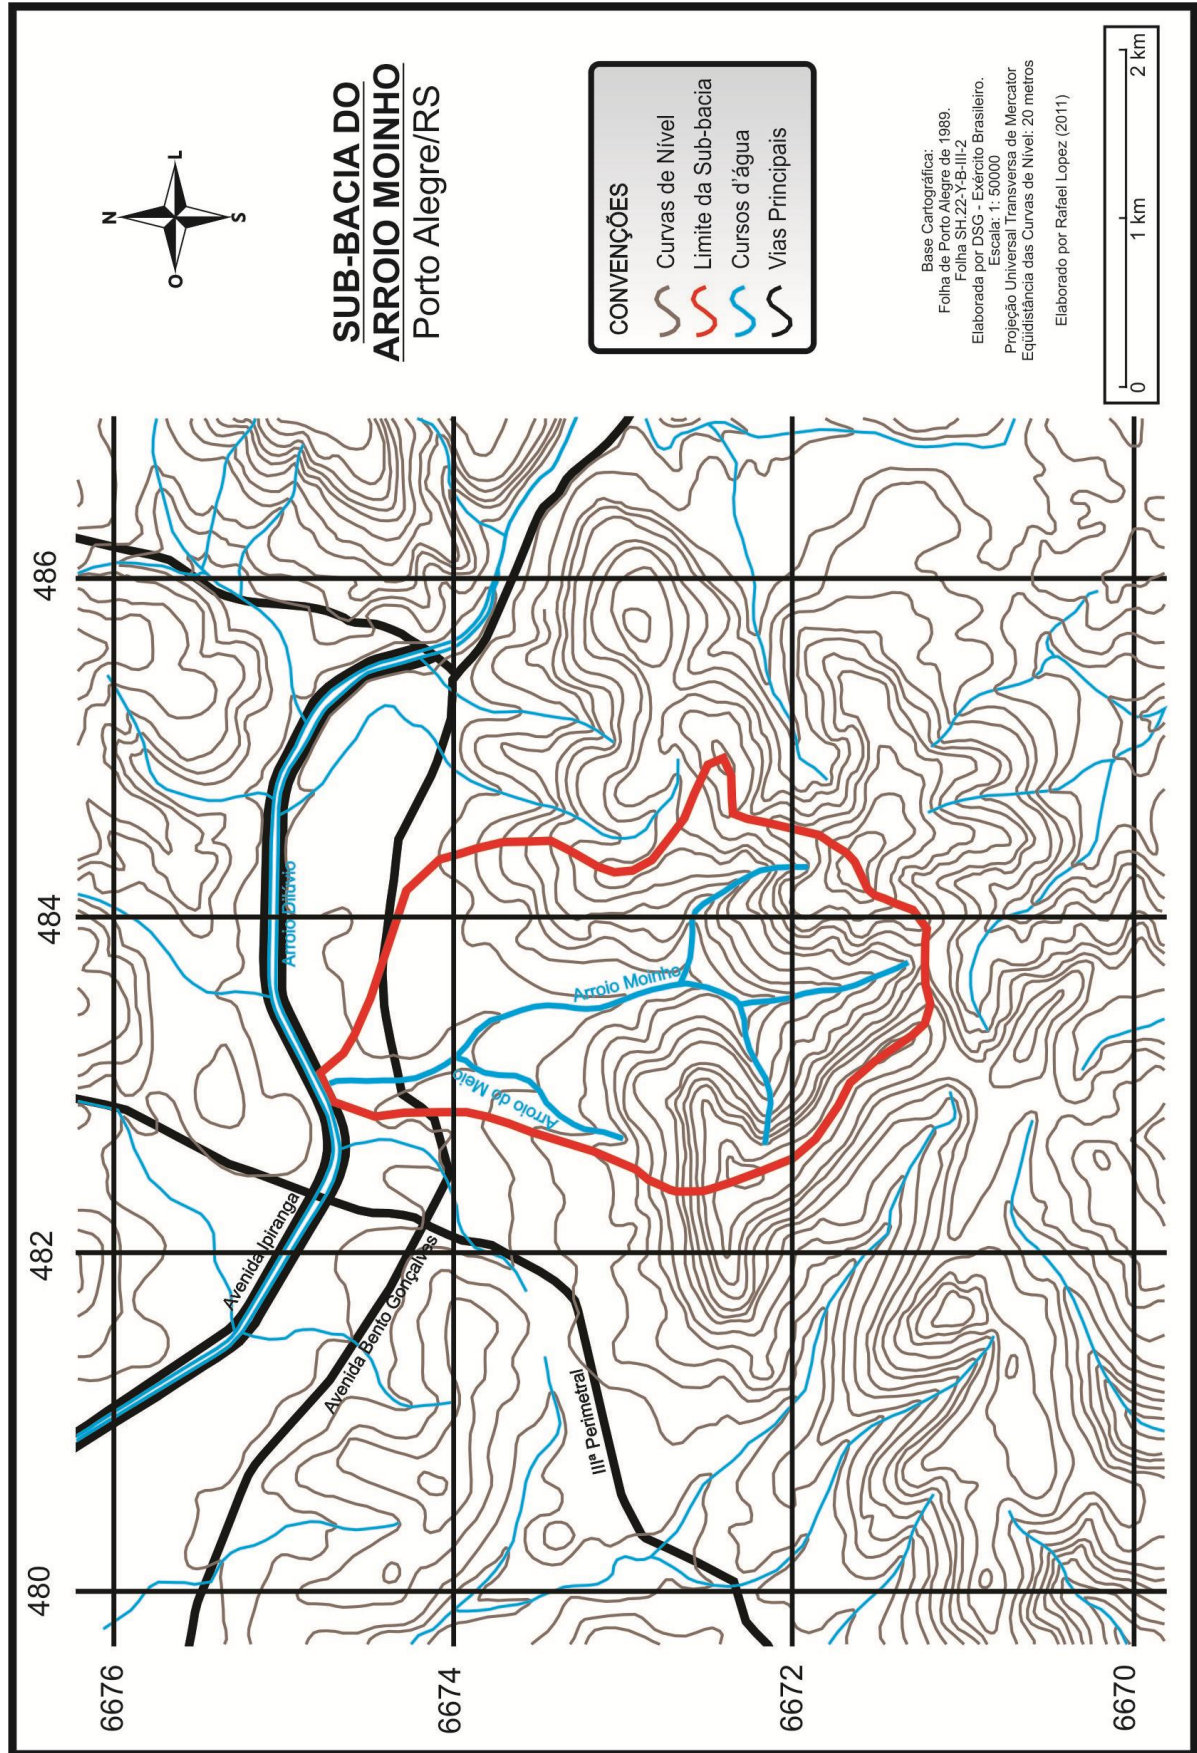 N
O
L
S
SUB-BACIA DO
ARROIO MOINHO
Porto Alegre/RS
CONVENÇÕES
Curvas de Nível
Limite da Sub-bacia
Cursos d'água
Vias Principais
Base Cartográfica:
Folha de Porto Alegre de 1989.
Folha SH.22-Y-B-III-2
Elaborada por DSG - Exército Brasileiro.
Escala: 1: 50000
Projeção Universal Transversa de Mercator
Eqüidistância das Curvas de Nível: 20 metros
Elaborado por Rafael Lopez (2011)
0
1 km
2 km
480
482
484
486
6676
6674
6672
6670
Arroio Dilúvio
Avenida Ipiranga
Avenida Bento Gonçalves
IIIª Perimetral
Arroio Moinho
Arroio do Meio